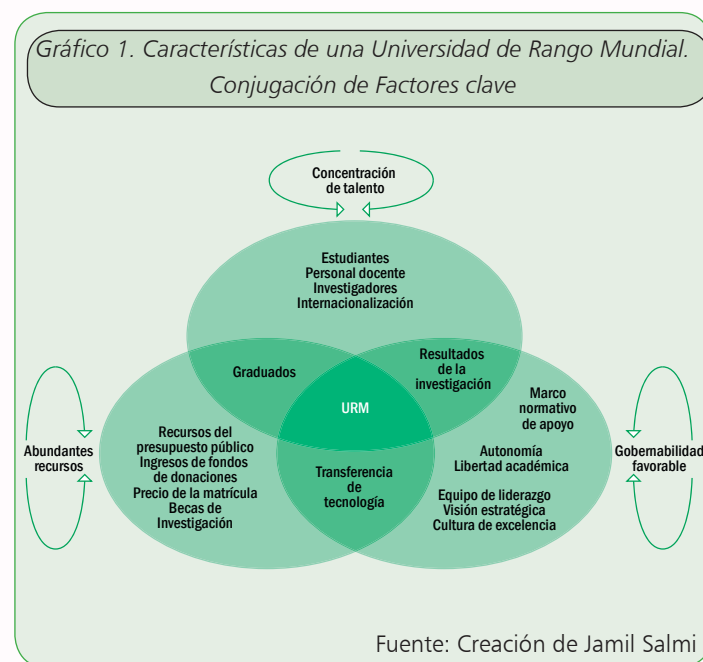 Gráfico 1. Características de una Universidad de Rango Mundial.
Conjugación de Factores clave
Concentración
de talento
Estudiantes
Personal docente
Investigadores
Internacionalización
Graduados
Resultados
de la
investigación
URM
Marco
normativo
de apoyo
Abundantes
recursos
Recursos del
presupuesto público
Ingresos de fondos
de donaciones
Precio de la matrícula
Becas de
Investigación
Transferencia
de
tecnología
Autonomía
Libertad académica
Equipo de liderazgo
Visión estratégica
Cultura de excelencia
Gobernabilidad
favorable
Fuente: Creación de Jamil Salmi